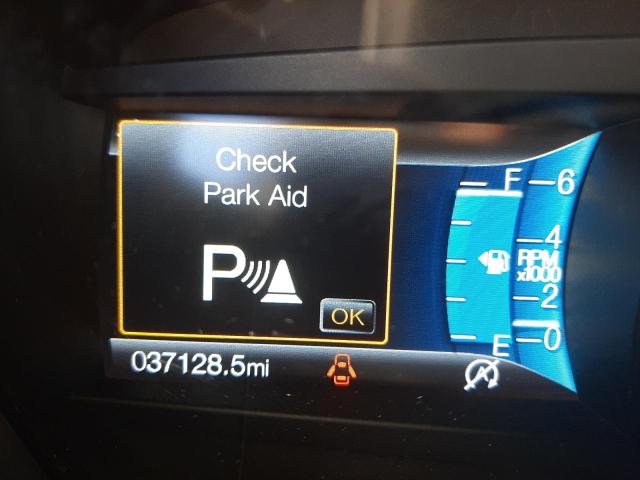 Check
Park Aid
P
OK
F
6
4
RPM
x1000
2
E
0
037128.5mi
A